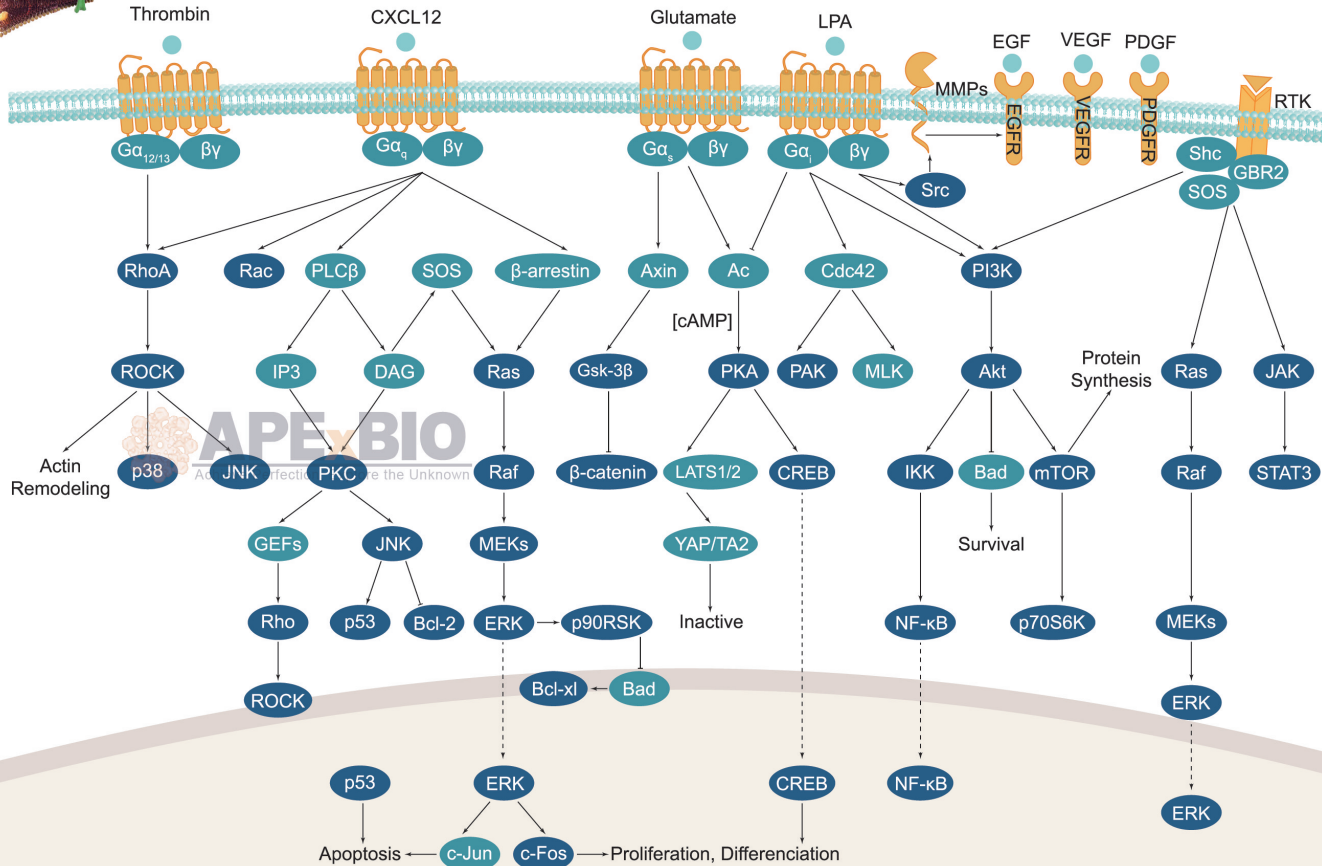 Thrombin
CXCL12
Glutamate
LPA
EGF
VEGF
PDGF
MMPs
RTK
EGFR
VEGFR
PDGFR
Gα12/13
βγ
Gαq
βγ
Gαs
βγ
Gαi
βγ
Src
Shc
GBR2
SOS
RhoA
Rac
PLCβ
SOS
β-arrestin
Axin
Ac
Cdc42
PI3K
[cAMP]
ROCK
IP3
DAG
Ras
Gsk-3β
PKA
PAK
MLK
Akt
Protein
Synthesis
Ras
JAK
APExBIO
Actin
Remodeling
p38
JNK
PKC
Raf
β-catenin
LATS1/2
CREB
IKK
Bad
mTOR
Raf
STAT3
re the Unknown
GEFs
JNK
MEKs
YAP/TA2
Survival
Rho
p53
Bcl-2
ERK
p90RSK
Inactive
NF-κB
p70S6K
MEKs
ROCK
Bcl-xl
Bad
ERK
p53
ERK
CREB
NF-κB
ERK
Apoptosis
c-Jun
c-Fos
Proliferation, Differenciation